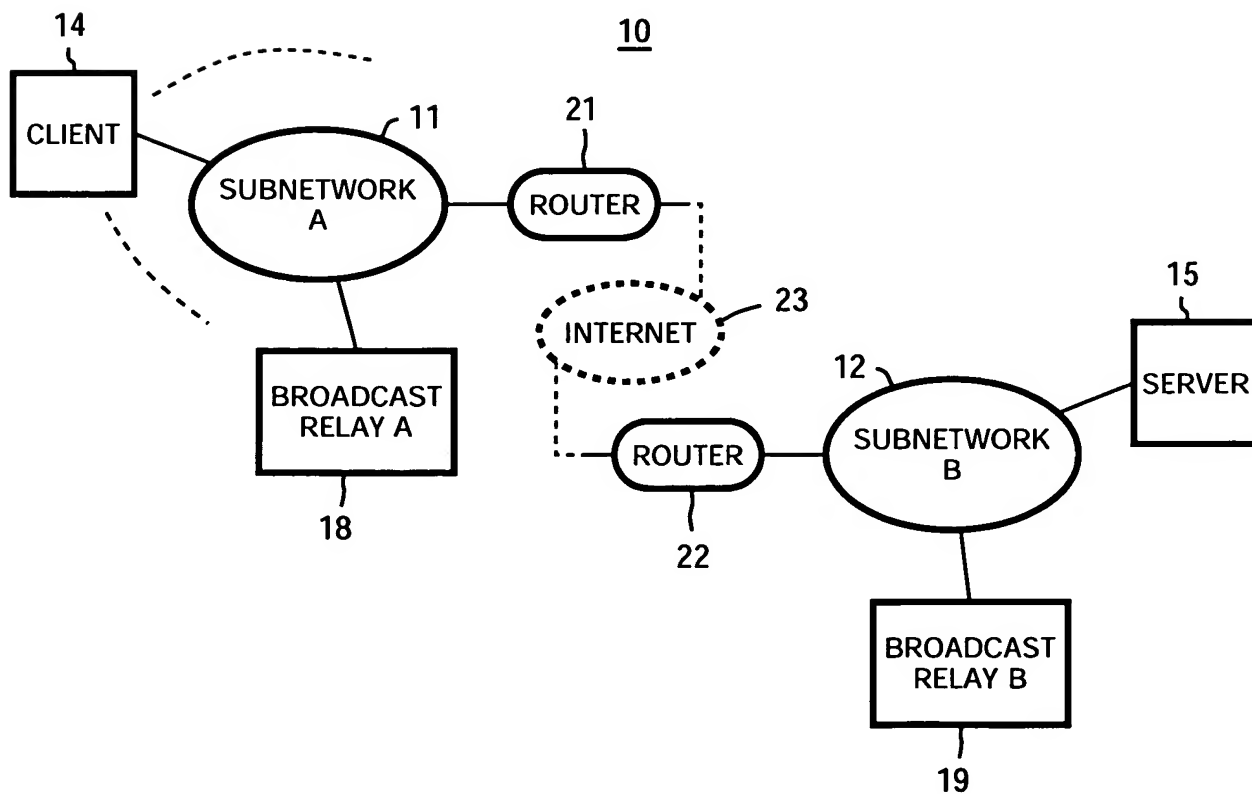 10
14
CLIENT
11
SUBNETWORK
A
21
ROUTER
BROADCAST
RELAY A
18
INTERNET
23
15
SERVER
12
SUBNETWORK
B
ROUTER
22
BROADCAST
RELAY B
19